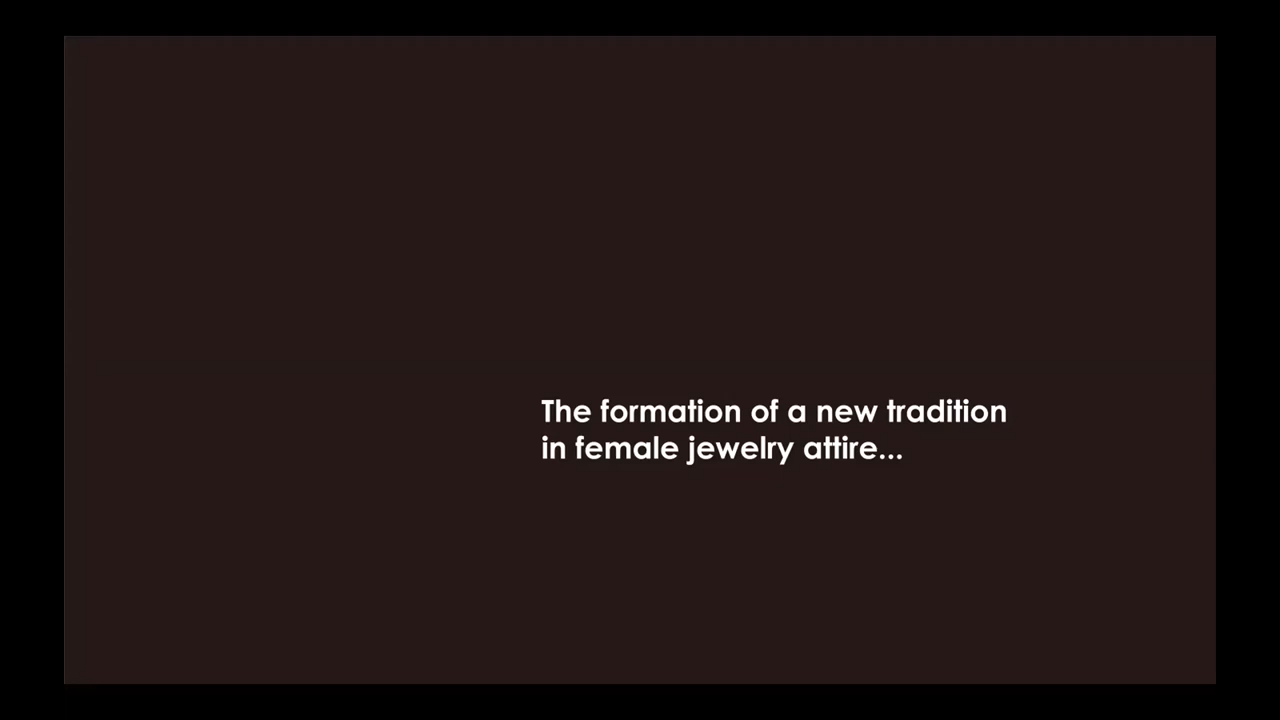 The formation of a new tradition
in female jewelry attire...